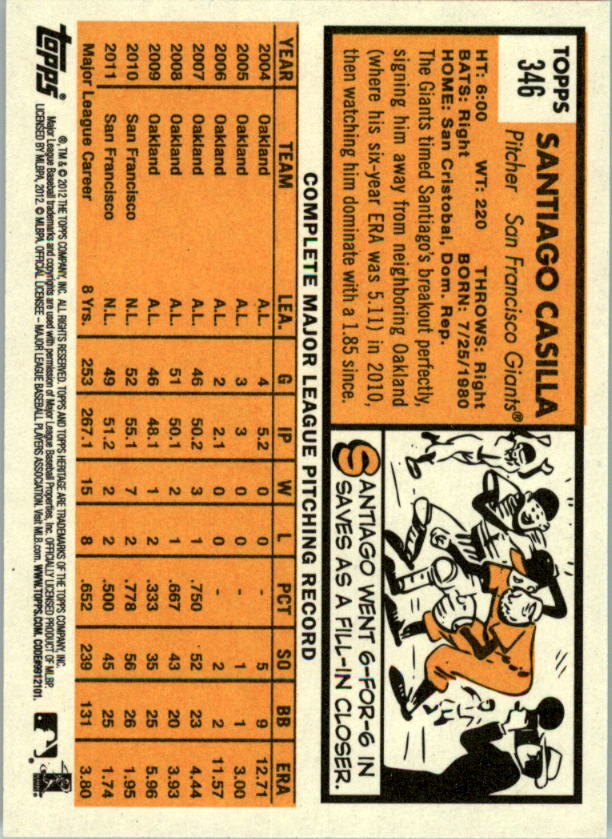 TOPPS
346
SANTIAGO CASILLA
Pitcher San Francisco Giants®
HT: 6:00 WT: 220 THROWS: Right
BATS: Right BORN: 7/25/1980
HOME: San Cristobal, Dom. Rep.
The Giants timed Santiago's breakout perfectly,
signing him away from neighboring Oakland
(where his six-year ERA was 5.11) in 2010,
then watching him dominate with a 1.85 since.
SANTIAGO WENT 6-FOR-6 IN
SAVES AS A FILL-IN CLOSER.
COMPLETE MAJOR LEAGUE PITCHING RECORD
YEAR TEAM LEA. G IP W L PCT SO BB ERA
2004 Oakland A.L. 4 5.2 0 0 - 5 9 12.71
2005 Oakland A.L. 3 3 0 0 - 1 1 3.00
2006 Oakland A.L. 2 2.1 0 0 - 2 2 11.57
2007 Oakland A.L. 46 50.2 3 1 .750 52 23 4.44
2008 Oakland A.L. 51 50.1 2 1 .667 43 20 3.93
2009 Oakland A.L. 46 48.1 1 2 .333 35 25 5.96
2010 San Francisco N.L. 52 55.1 7 2 .778 56 26 1.95
2011 San Francisco N.L. 49 51.2 2 2 .500 45 25 1.74
Major League Career 8 Yrs. 253 267.1 15 8 .652 239 131 3.80
Topps®
®, TM & © 2012 THE TOPPS COMPANY, INC. ALL RIGHTS RESERVED. TOPPS AND TOPPS HERITAGE ARE TRADEMARKS OF THE TOPPS COMPANY, INC.
Major League Baseball trademarks and copyrights are used with permission of Major League Baseball Properties, Inc. OFFICIALLY LICENSED PRODUCT OF MLBP.
LICENSED BY MLBPA, 2012. © MLBPA. OFFICIAL LICENSEE – MAJOR LEAGUE BASEBALL PLAYERS ASSOCIATION. Visit MLB.com. WWW.TOPPS.COM. CODE#9912101.